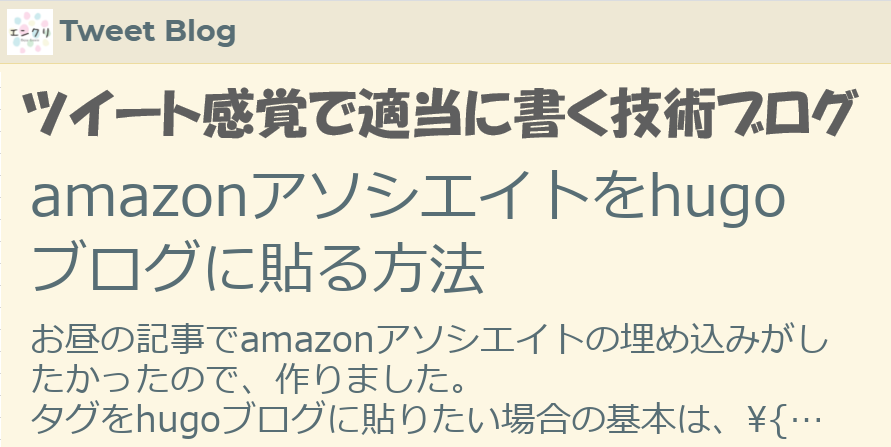 エンクリ
Tweet Blog
ツイート感覚で適当に書く技術ブログ
amazonアソシエイトをhugo
ブログに貼る方法
お昼の記事でamazonアソシエイトの埋め込みがし
たかったので、作りました。
タグをhugoブログに貼りたい場合の基本は、¥{…